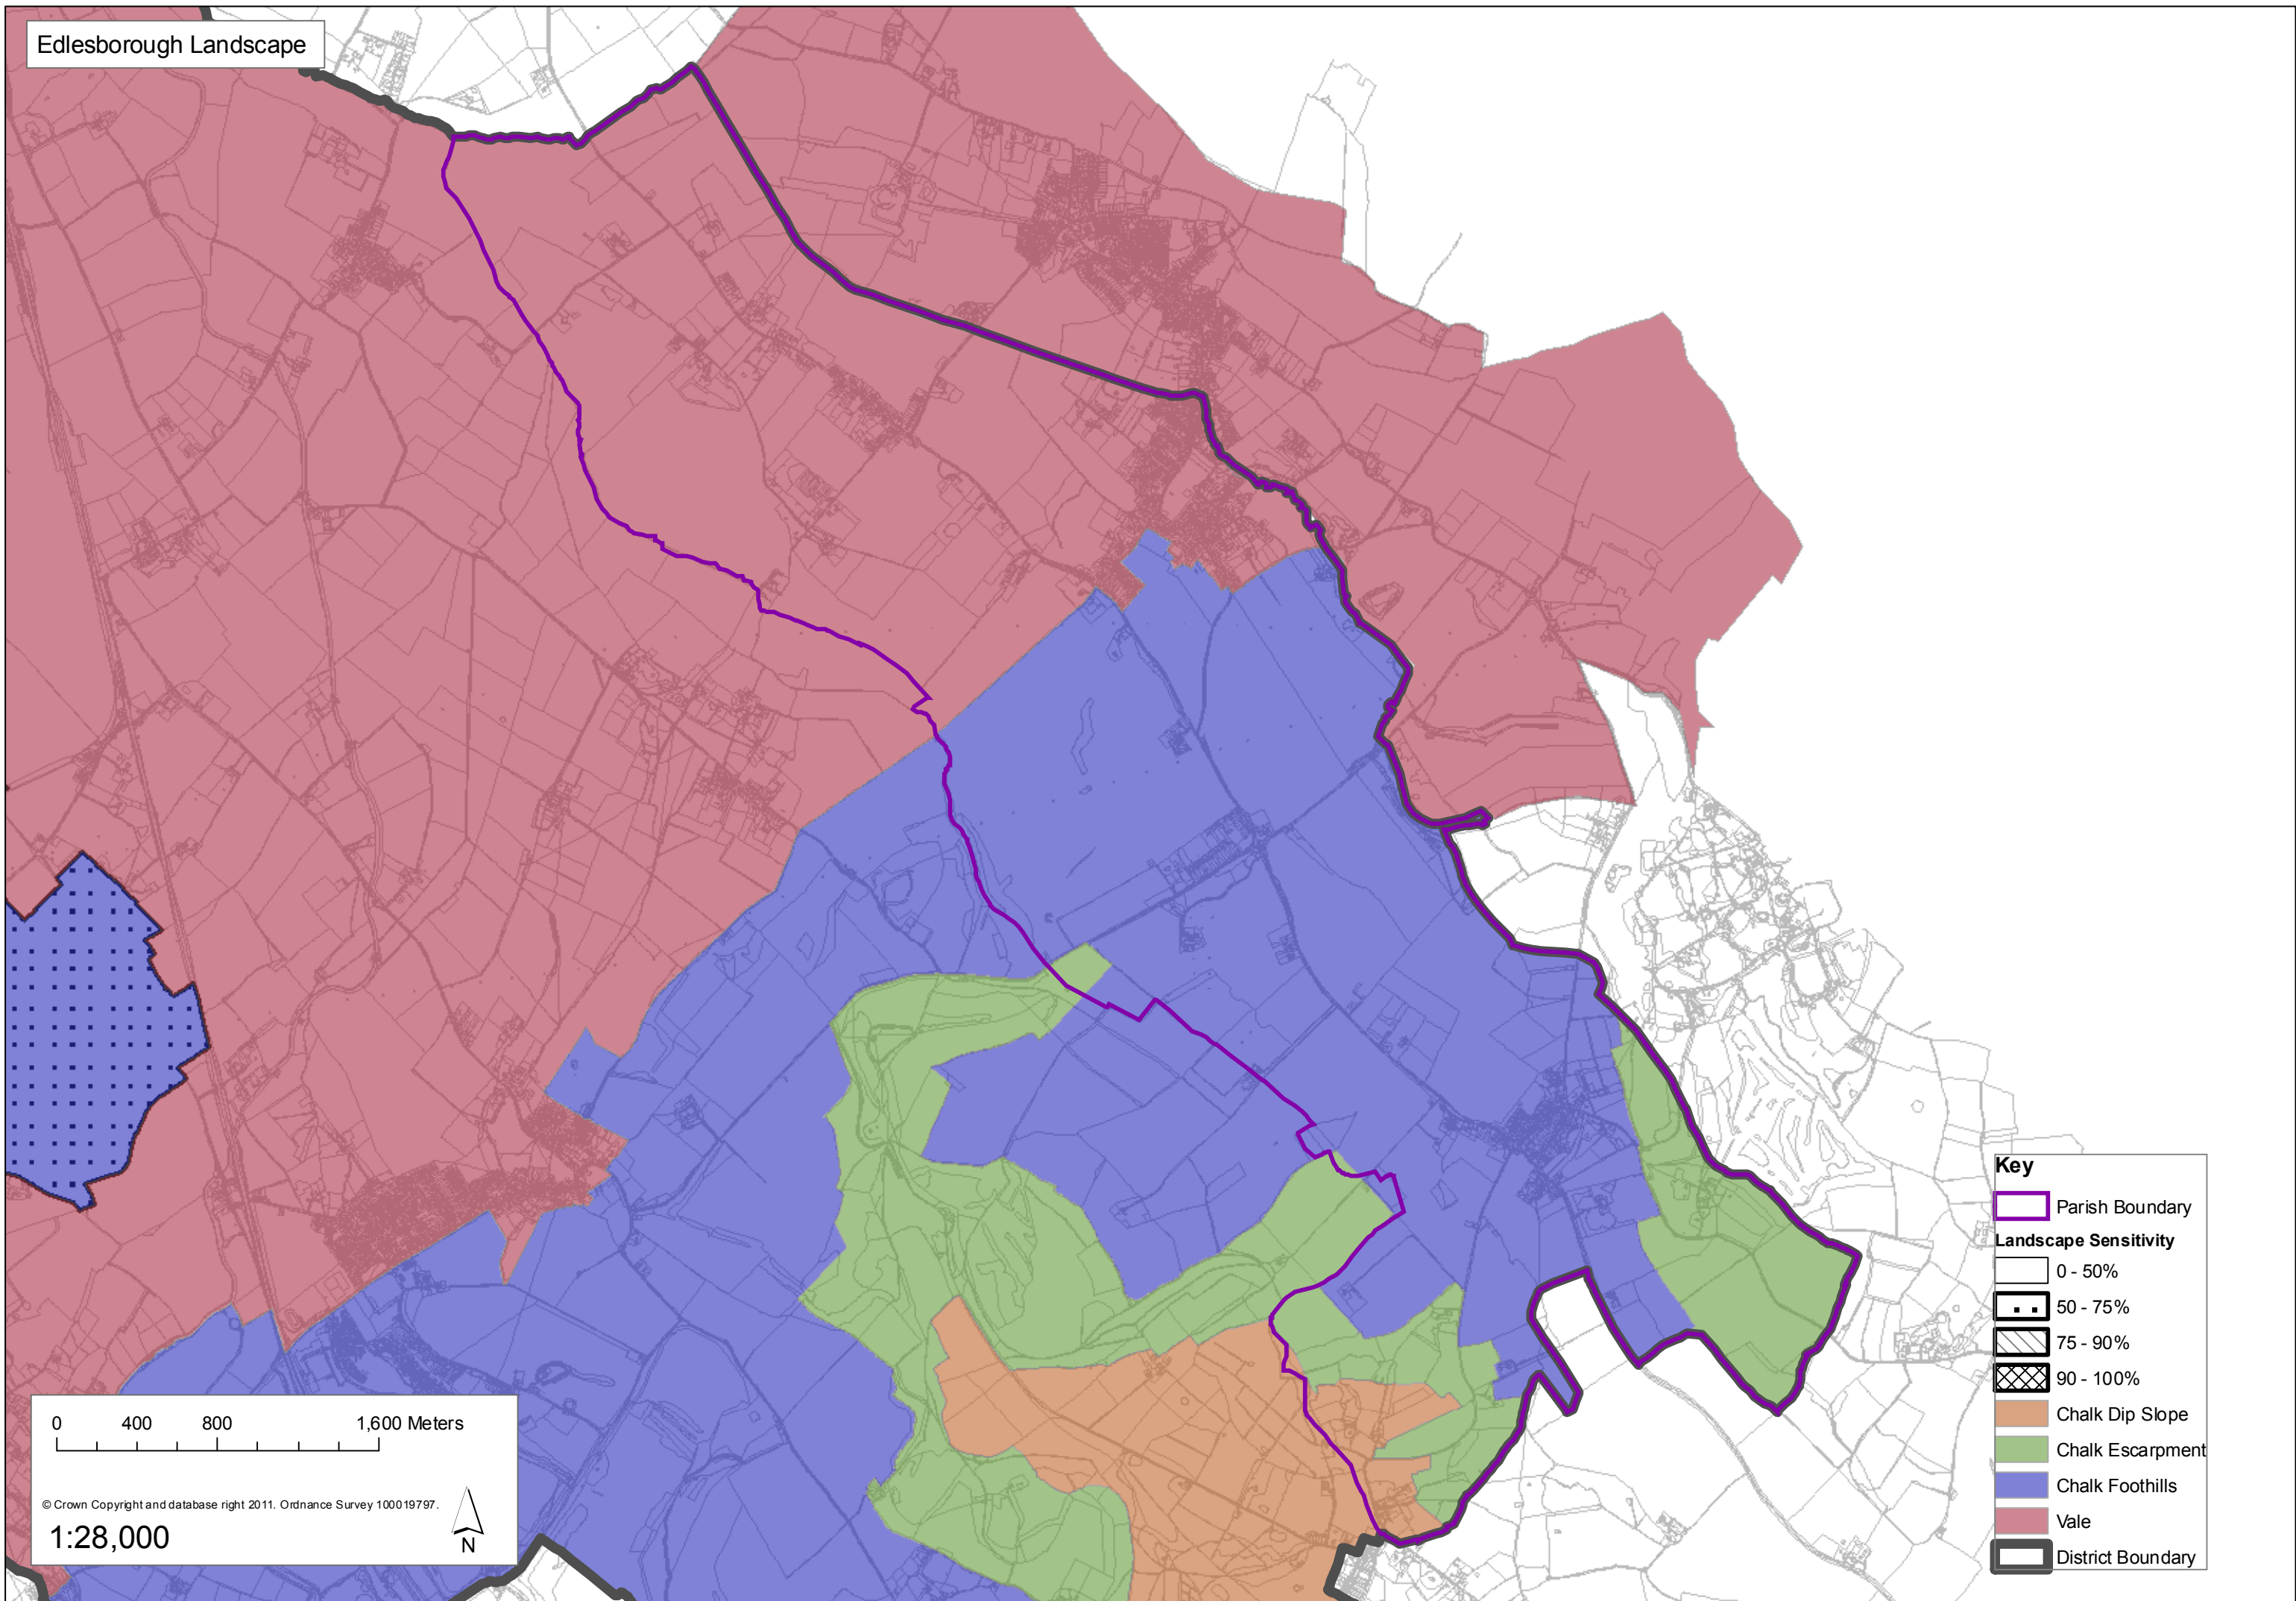 Edlesborough Landscape
Key
Parish Boundary
Landscape Sensitivity
0 - 50%
50 - 75%
75 - 90%
90 - 100%
Chalk Dip Slope
Chalk Escarpment
Chalk Foothills
Vale
District Boundary
0 400 800 1,600 Meters
© Crown Copyright and database right 2011. Ordnance Survey 100019797.
1:28,000
N